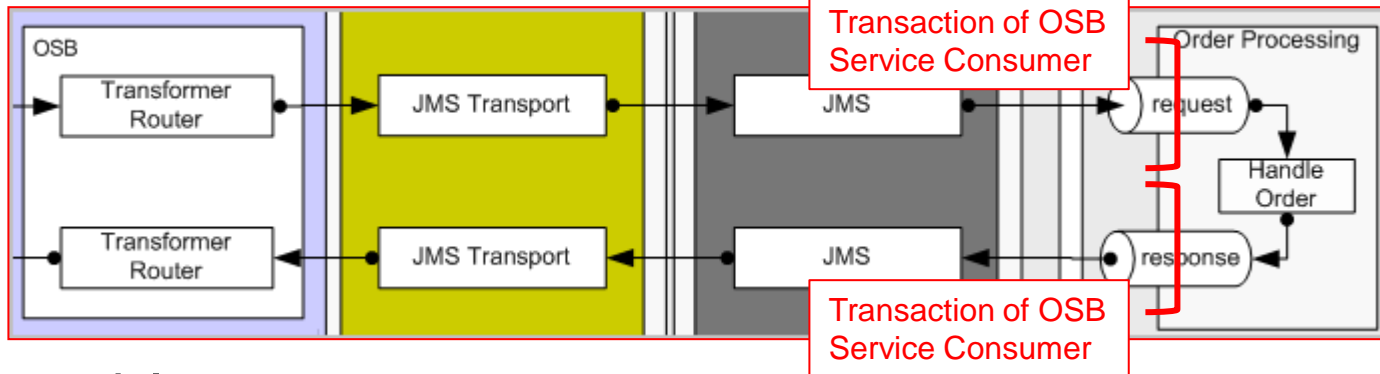 Transaction of OSB
Service Consumer
OSB
Order Processing
Transformer
Router
JMS Transport
JMS
request
Handle
Order
Transformer
Router
JMS Transport
JMS
response
Transaction of OSB
Service Consumer